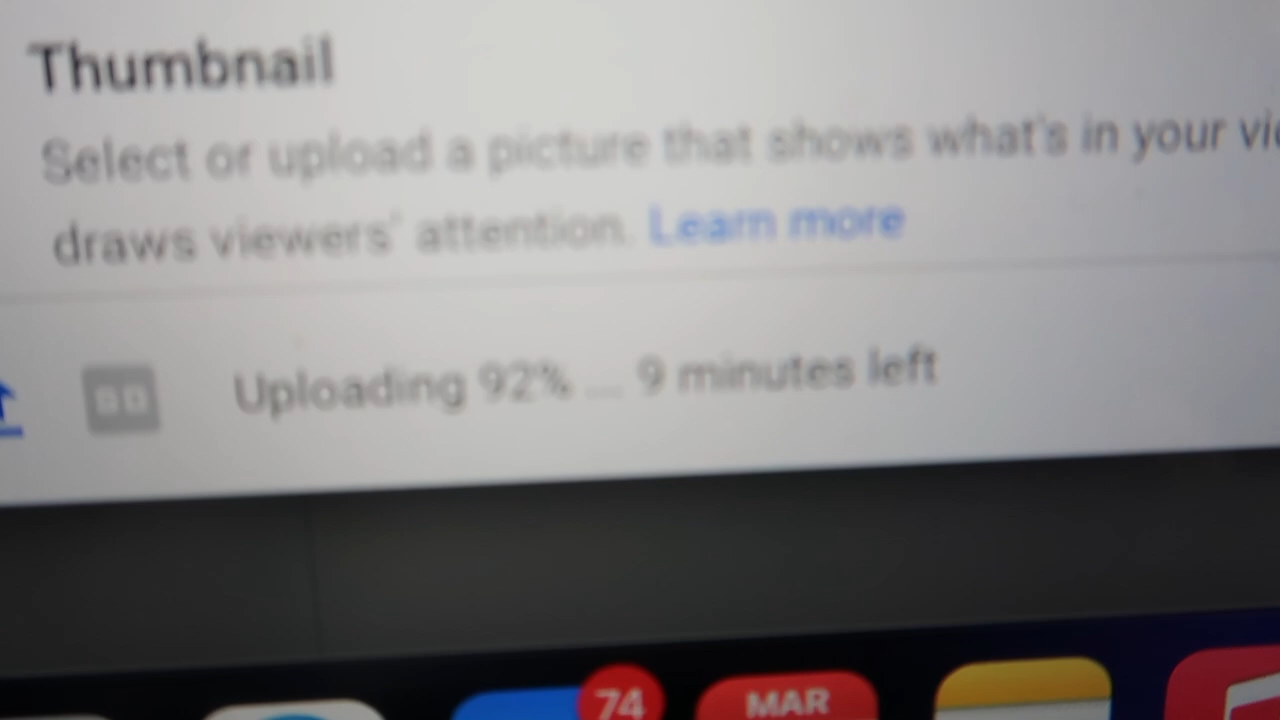 Thumbnail
Select or upload a picture that shows what's in your
draws viewers' attention. Learn more
Uploading 92% ... 9 minutes left
74
MAR